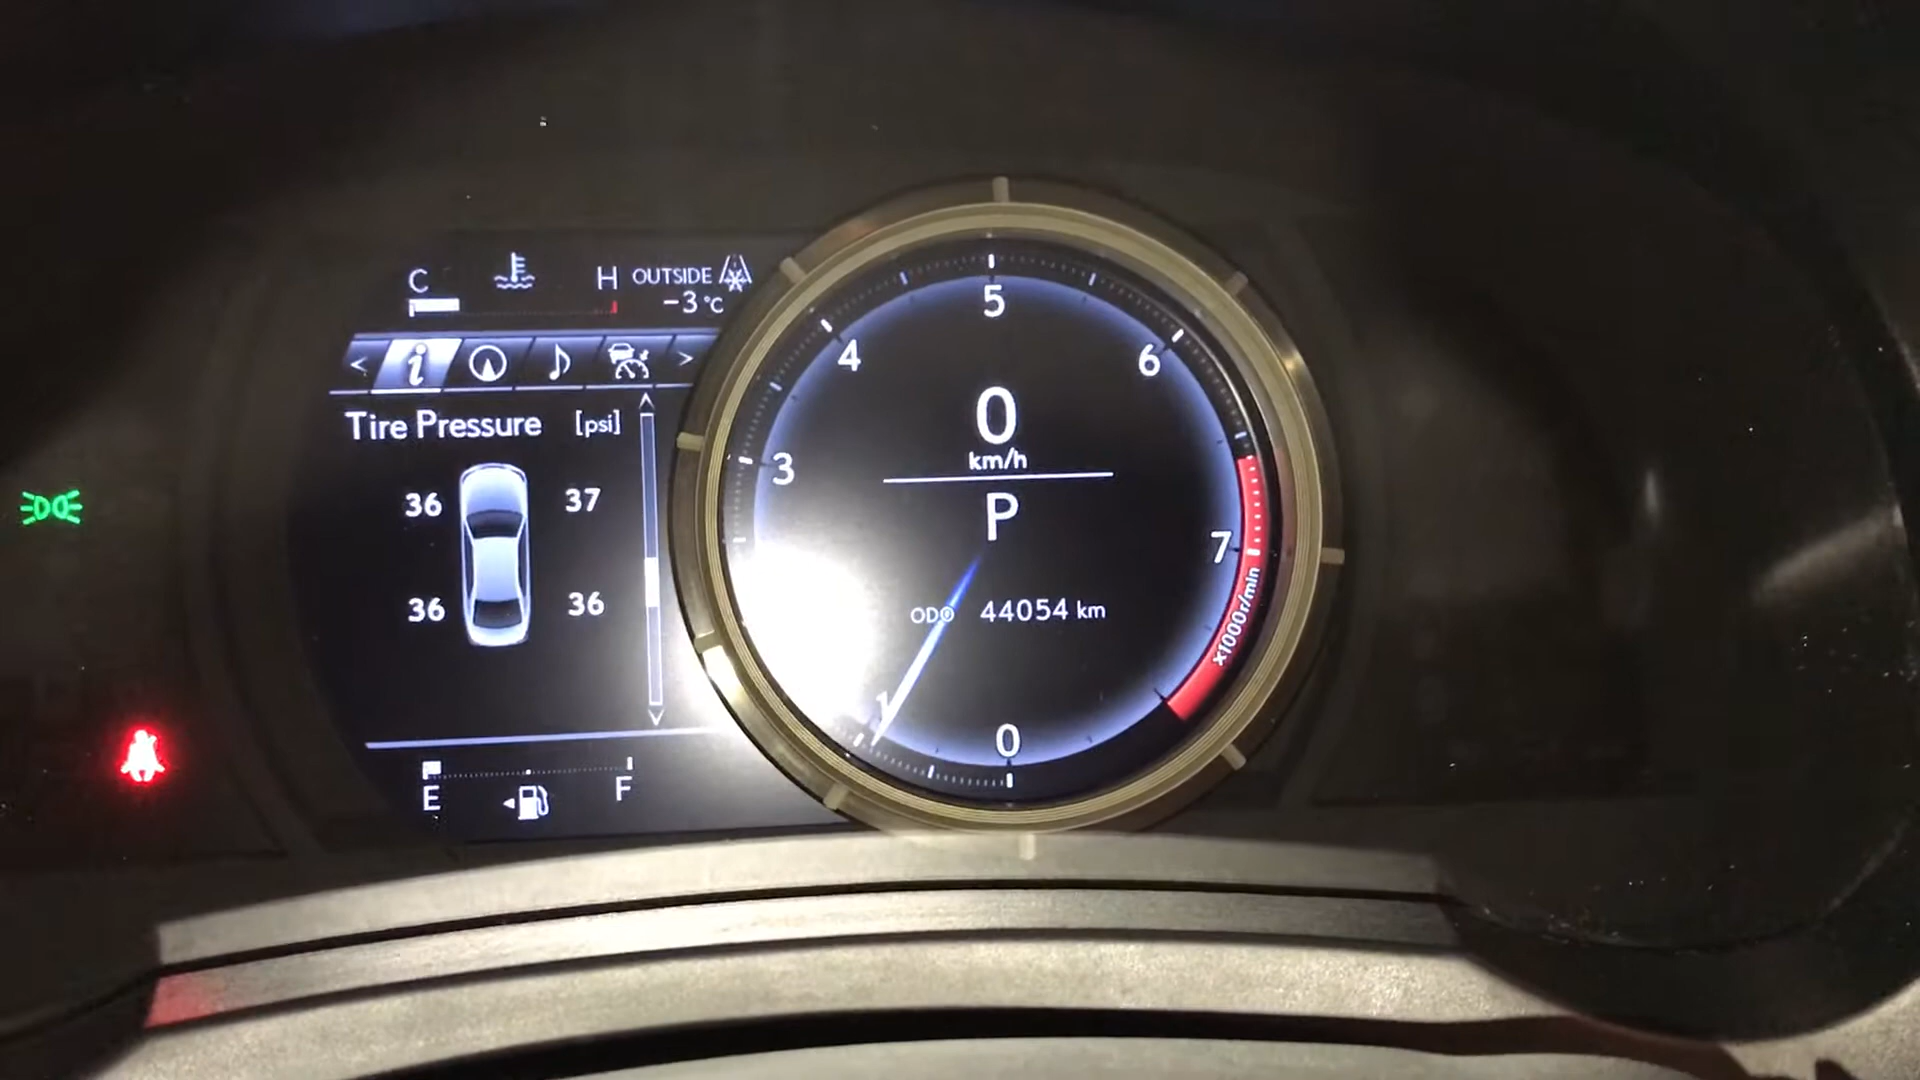 C H OUTSIDE
-3°C
Tire Pressure [psi]
36 37
36 36
E F
5
4 6
3
7
1
0
0
km/h
P
ODO 44054 km
x1000r/min